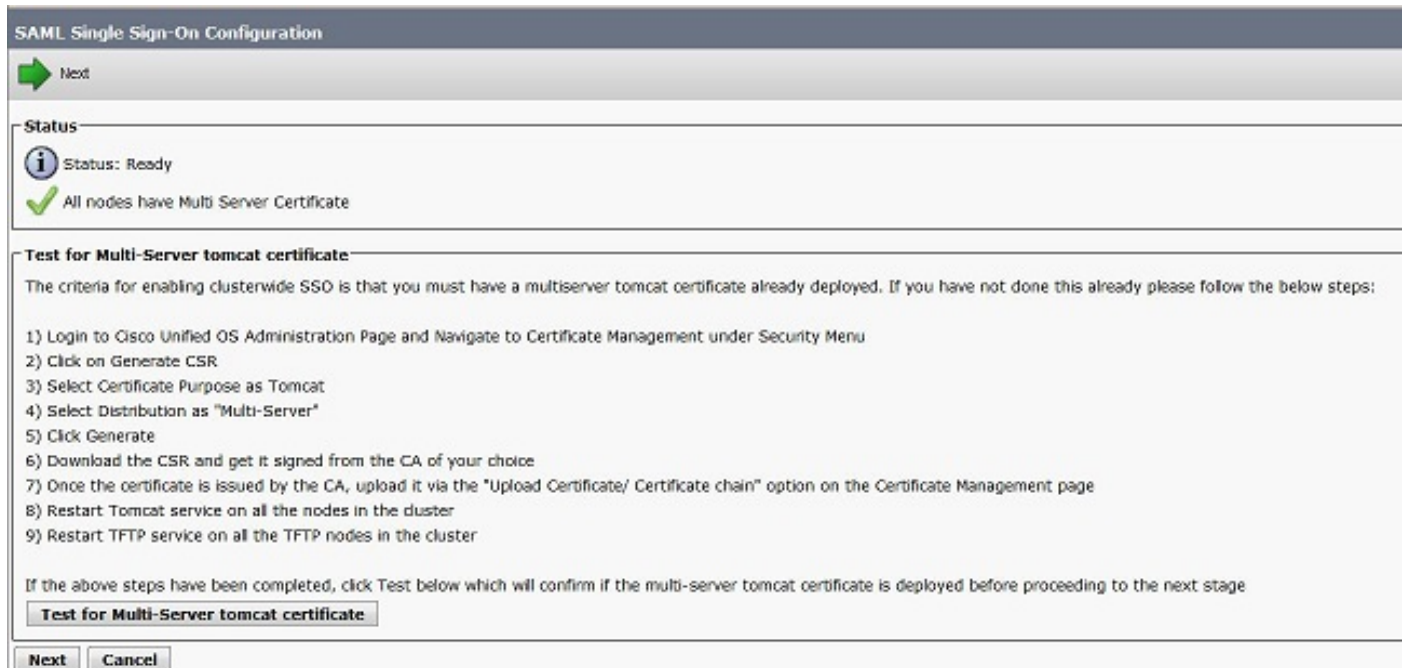 SAML Single Sign-On Configuration
Next
Status
Status: Ready
All nodes have Multi Server Certificate
Test for Multi-Server tomcat certificate
The criteria for enabling clusterwide SSO is that you must have a multiserver tomcat certificate already deployed. If you have not done this already please follow the below steps:
1) Login to Cisco Unified OS Administration Page and Navigate to Certificate Management under Security Menu
2) Click on Generate CSR
3) Select Certificate Purpose as Tomcat
4) Select Distribution as "Multi-Server"
5) Click Generate
6) Download the CSR and get it signed from the CA of your choice
7) Once the certificate is issued by the CA, upload it via the "Upload Certificate/ Certificate chain" option on the Certificate Management page
8) Restart Tomcat service on all the nodes in the cluster
9) Restart TFTP service on all the TFTP nodes in the cluster
If the above steps have been completed, click Test below which will confirm if the multi-server tomcat certificate is deployed before proceeding to the next stage
Test for Multi-Server tomcat certificate
Next Cancel